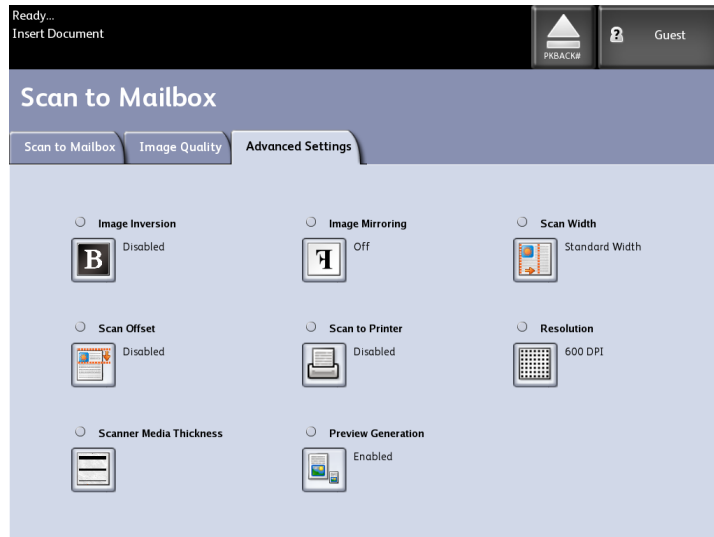 Ready...
Insert Document
PKBACK#
Guest
Scan to Mailbox
Scan to Mailbox
Image Quality
Advanced Settings
Image Inversion
Disabled
B
Image Mirroring
Off
Scan Width
Standard Width
Scan Offset
Disabled
Scan to Printer
Disabled
Resolution
600 DPI
Scanner Media Thickness
Preview Generation
Enabled